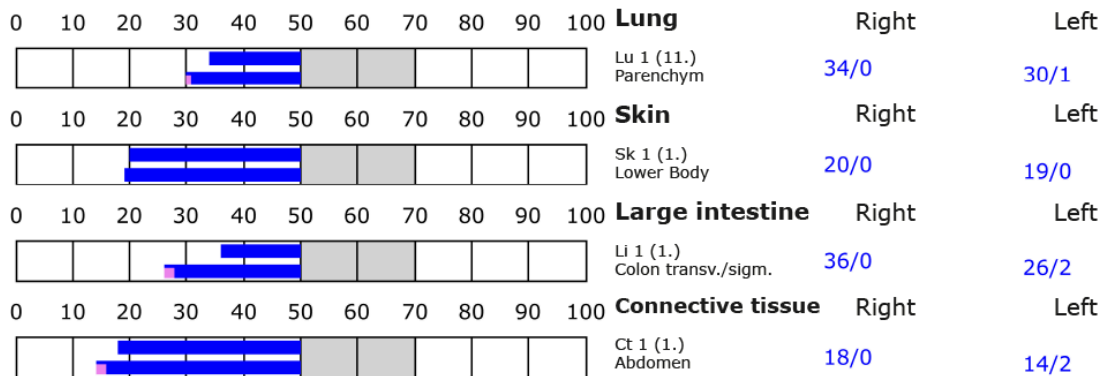 0 10 20 30 40 50 60 70 80 90 100 Lung Right Left
Lu 1 (11.)
Parenchym
34/0 30/1
0 10 20 30 40 50 60 70 80 90 100 Skin Right Left
Sk 1 (1.)
Lower Body
20/0 19/0
0 10 20 30 40 50 60 70 80 90 100 Large intestine Right Left
Li 1 (1.)
Colon transv./sigm.
36/0 26/2
0 10 20 30 40 50 60 70 80 90 100 Connective tissue Right Left
Ct 1 (1.)
Abdomen
18/0 14/2